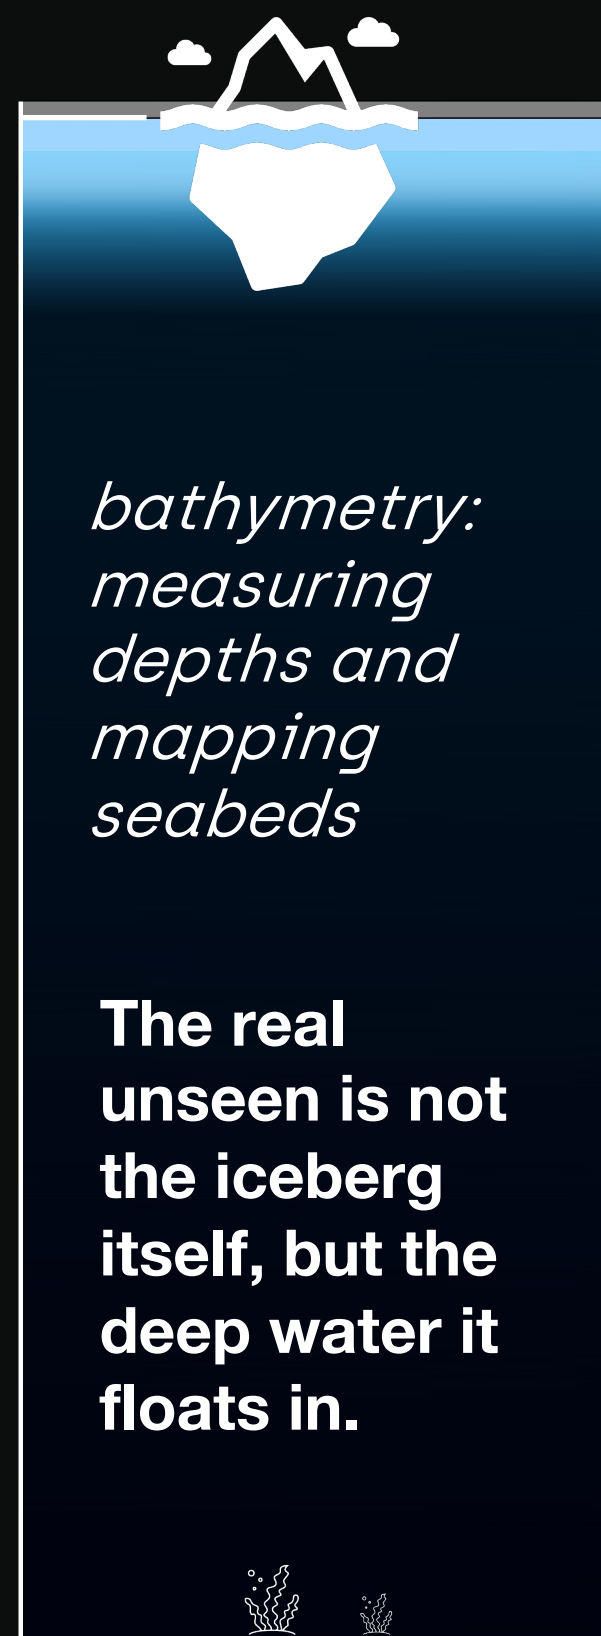 bathymetry:
measuring
depths and
mapping
seabeds
The real
unseen is not
the iceberg
itself, but the
deep water it
floats in.